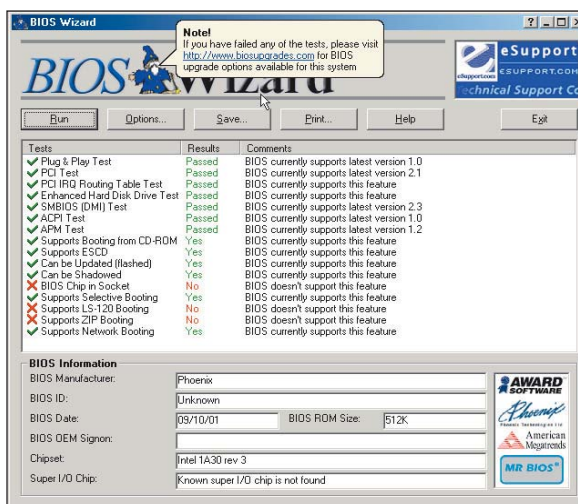 BIOS Wizard
Note!
If you have failed any of the tests, please visit
http://www.biosupgrades.com for BIOS
upgrade options available for this system
BIOS Wizard
eSupport
esupport.com
ESUPPORT.COM
Technical Support Co
Run Options... Save... Print... Help Exit
Tests Results Comments
Plug & Play Test Passed BIOS currently supports latest version 1.0
PCI Test Passed BIOS currently supports latest version 2.1
PCI IRQ Routing Table Test Passed BIOS currently supports this feature
Enhanced Hard Disk Drive Test Passed BIOS currently supports this feature
SMBIOS (DMI) Test Passed BIOS currently supports latest version 2.3
ACPI Test Passed BIOS currently supports latest version 1.0
APM Test Passed BIOS currently supports latest version 1.2
Supports Booting from CD-ROM Yes BIOS currently supports this feature
Supports ESCD Yes BIOS currently supports this feature
Can be Updated (flashed) Yes BIOS currently supports this feature
Can be Shadowed Yes BIOS currently supports this feature
BIOS Chip in Socket No BIOS doesn't support this feature
Supports Selective Booting Yes BIOS currently supports this feature
Supports LS-120 Booting No BIOS doesn't support this feature
Supports ZIP Booting No BIOS doesn't support this feature
Supports Network Booting Yes BIOS currently supports this feature
BIOS Information
BIOS Manufacturer: Phoenix
BIOS ID: Unknown
BIOS Date: 09/10/01 BIOS ROM Size: 512K
BIOS OEM Signon:
Chipset: Intel 1A30 rev 3
Super I/O Chip: Known super I/O chip is not found
AWARD
SOFTWARE
Phoenix
Phoenix Technologies Ltd
American
Megatrends
MR BIOS®